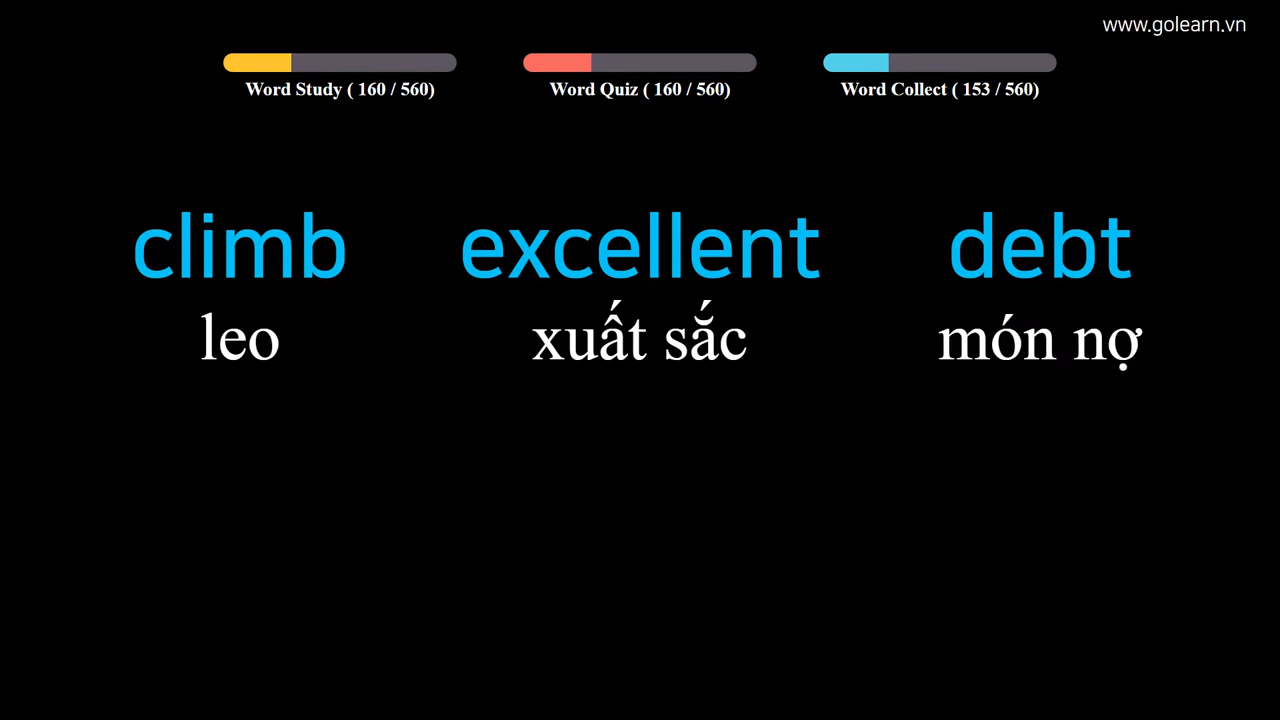 www.golearn.vn
Word Study ( 160 / 560)
Word Quiz ( 160 / 560)
Word Collect ( 153 / 560)
climb
excellent
debt
leo
xuất sắc
món nợ